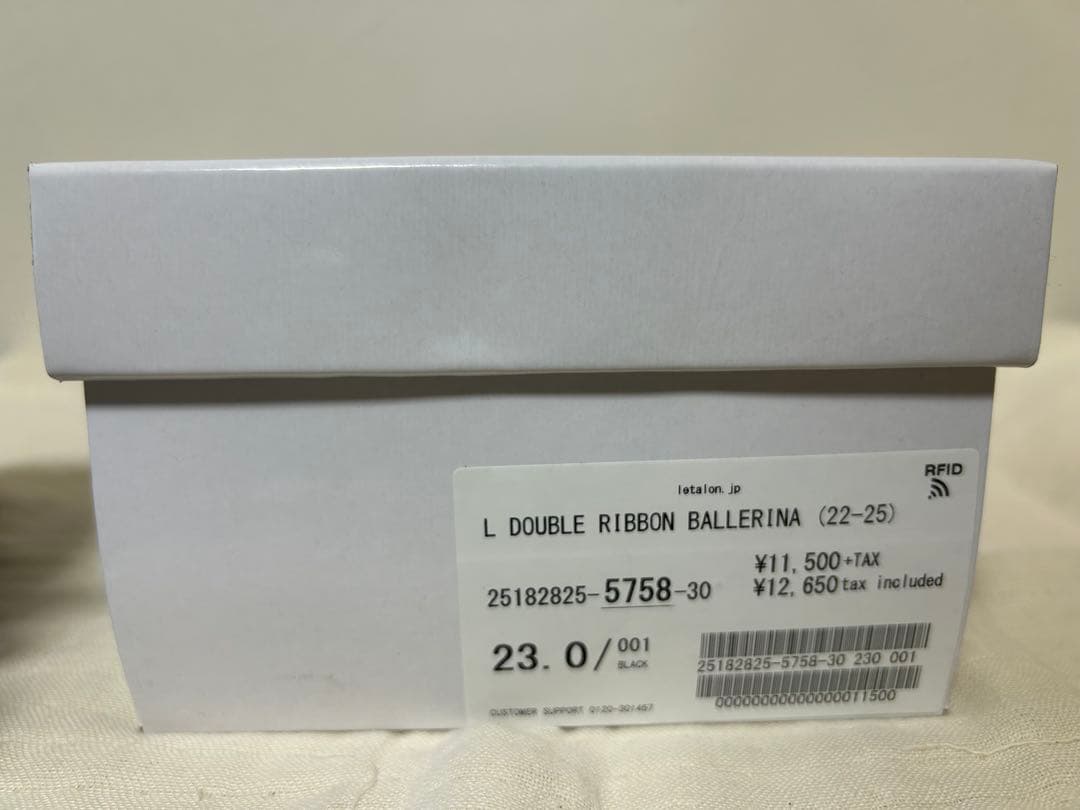 RFID
letalon.jp
L DOUBLE RIBBON BALLERINA (22-25)
¥11,500+TAX
25182825-5758-30 ¥12,650 tax included
23.0/001
BLACK
25182825-5758-30 230 001
00000000000000011500
CUSTOMER SUPPORT 0120-301457